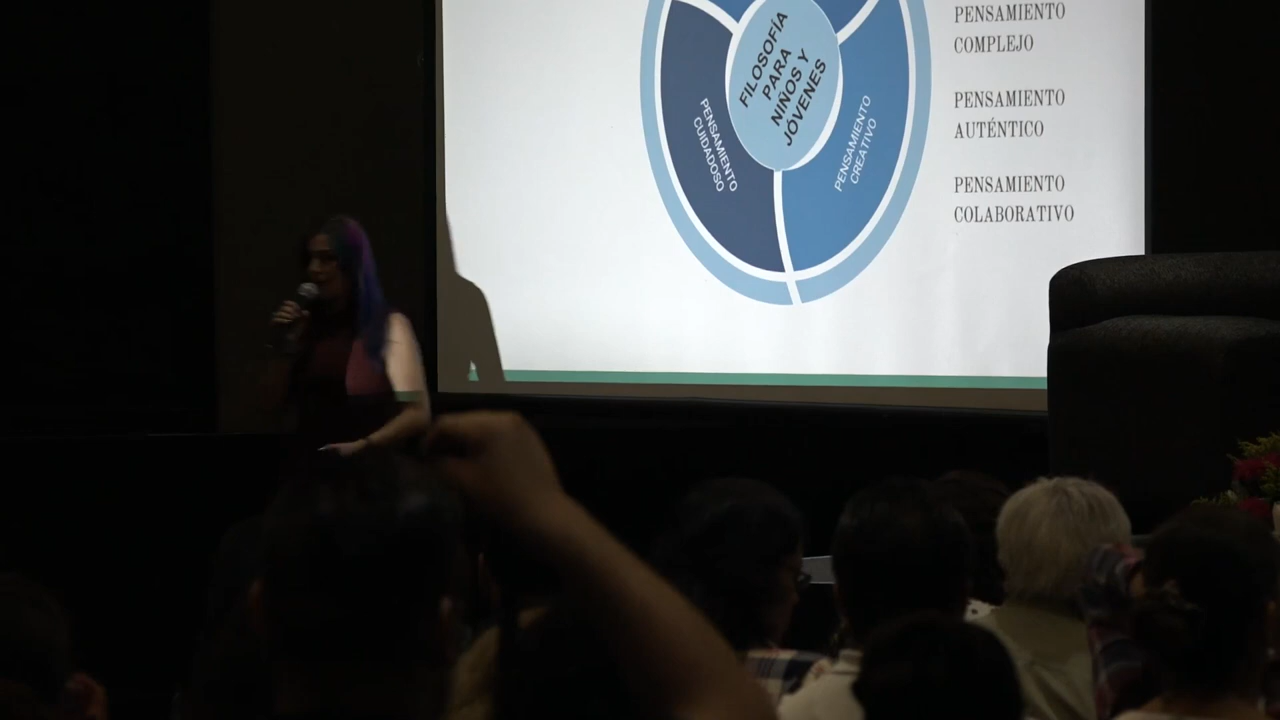 FILOSOFÍA
PARA
NIÑOS Y
JÓVENES
PENSAMIENTO
CUIDADOSO
PENSAMIENTO
CREATIVO
PENSAMIENTO
COMPLEJO
PENSAMIENTO
AUTÉNTICO
PENSAMIENTO
COLABORATIVO